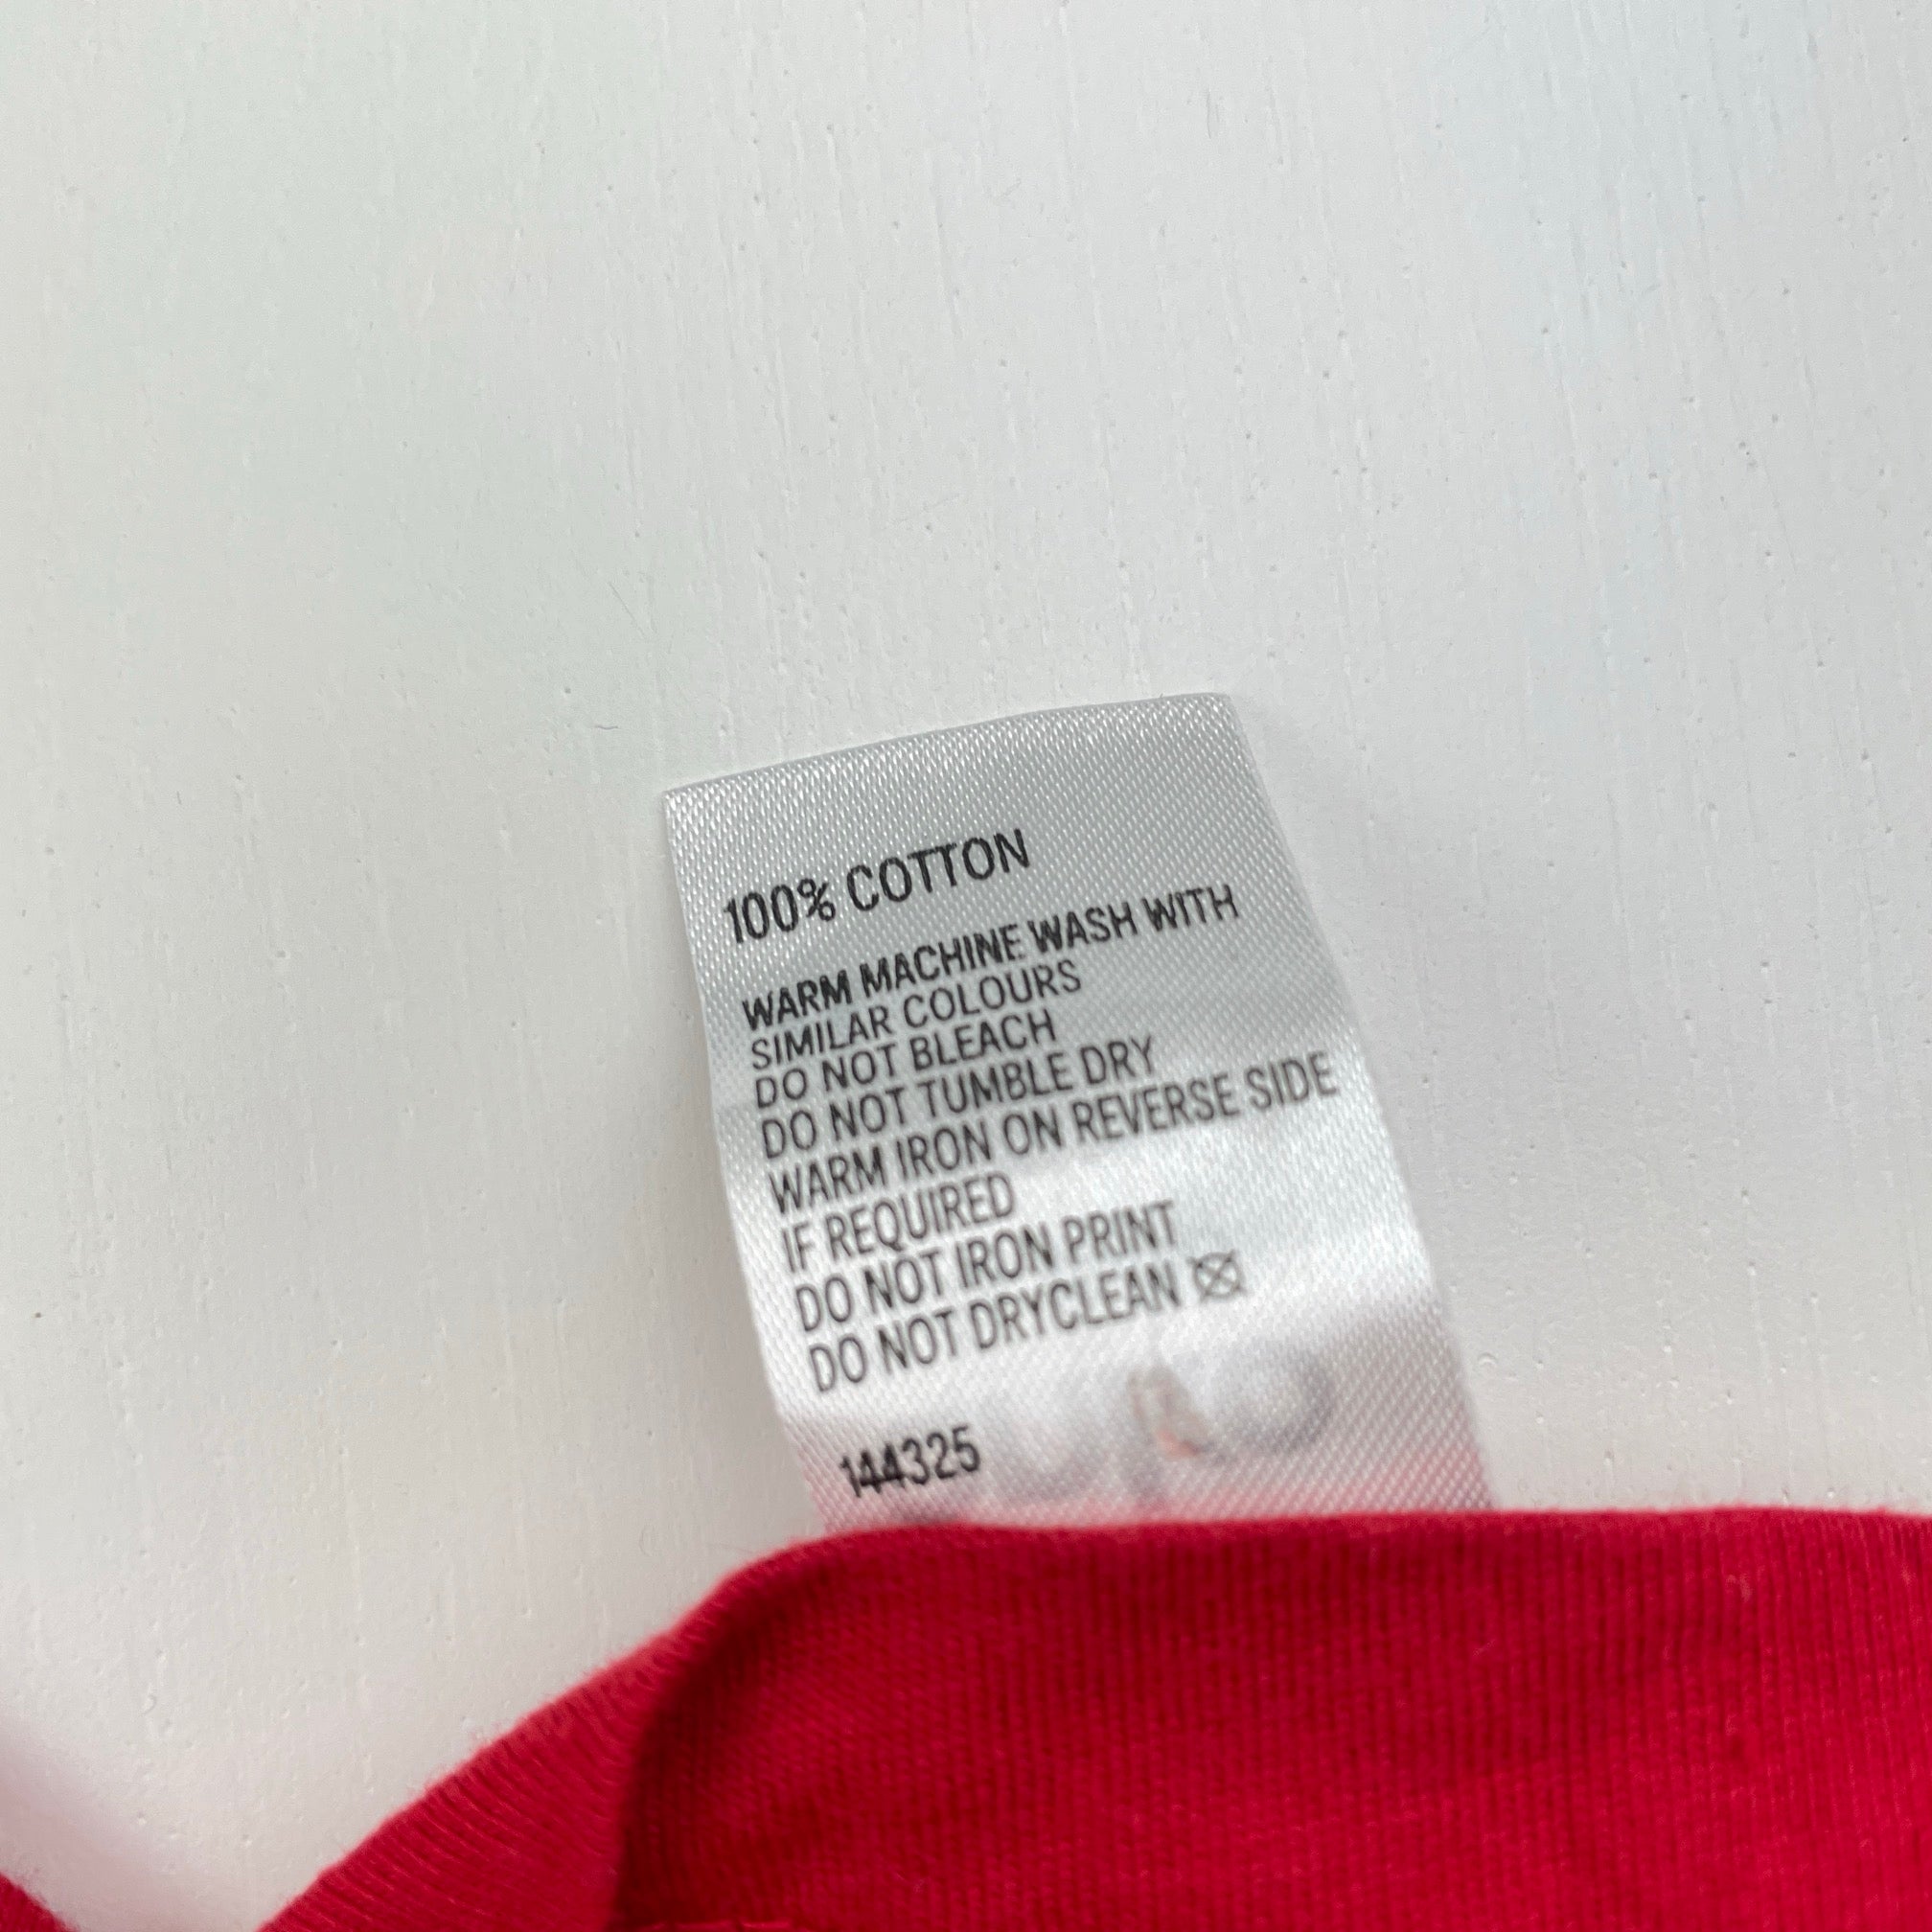 100% COTTON
WARM MACHINE WASH WITH
SIMILAR COLOURS
DO NOT BLEACH
DO NOT TUMBLE DRY
WARM IRON ON REVERSE SIDE
IF REQUIRED
DO NOT IRON PRINT
DO NOT DRYCLEAN
144325